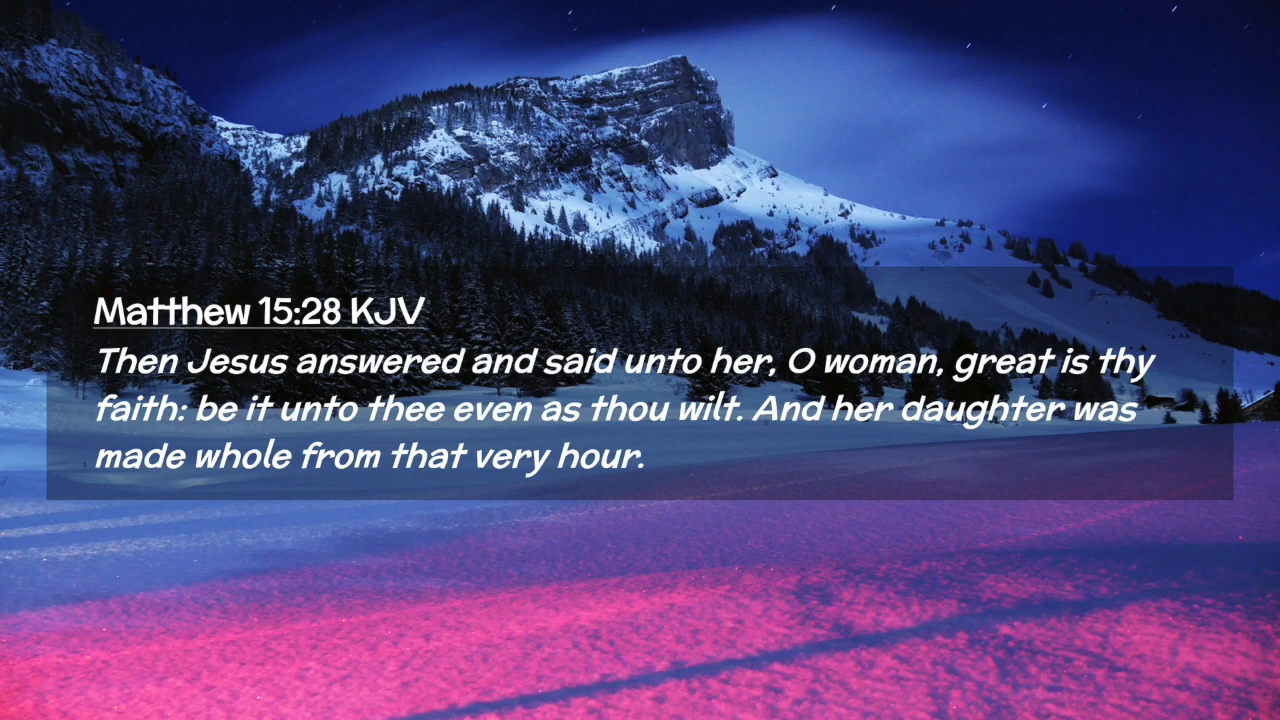 Matthew 15:28 KJV
Then Jesus answered and said unto her, O woman, great is thy
faith: be it unto thee even as thou wilt. And her daughter was
made whole from that very hour.